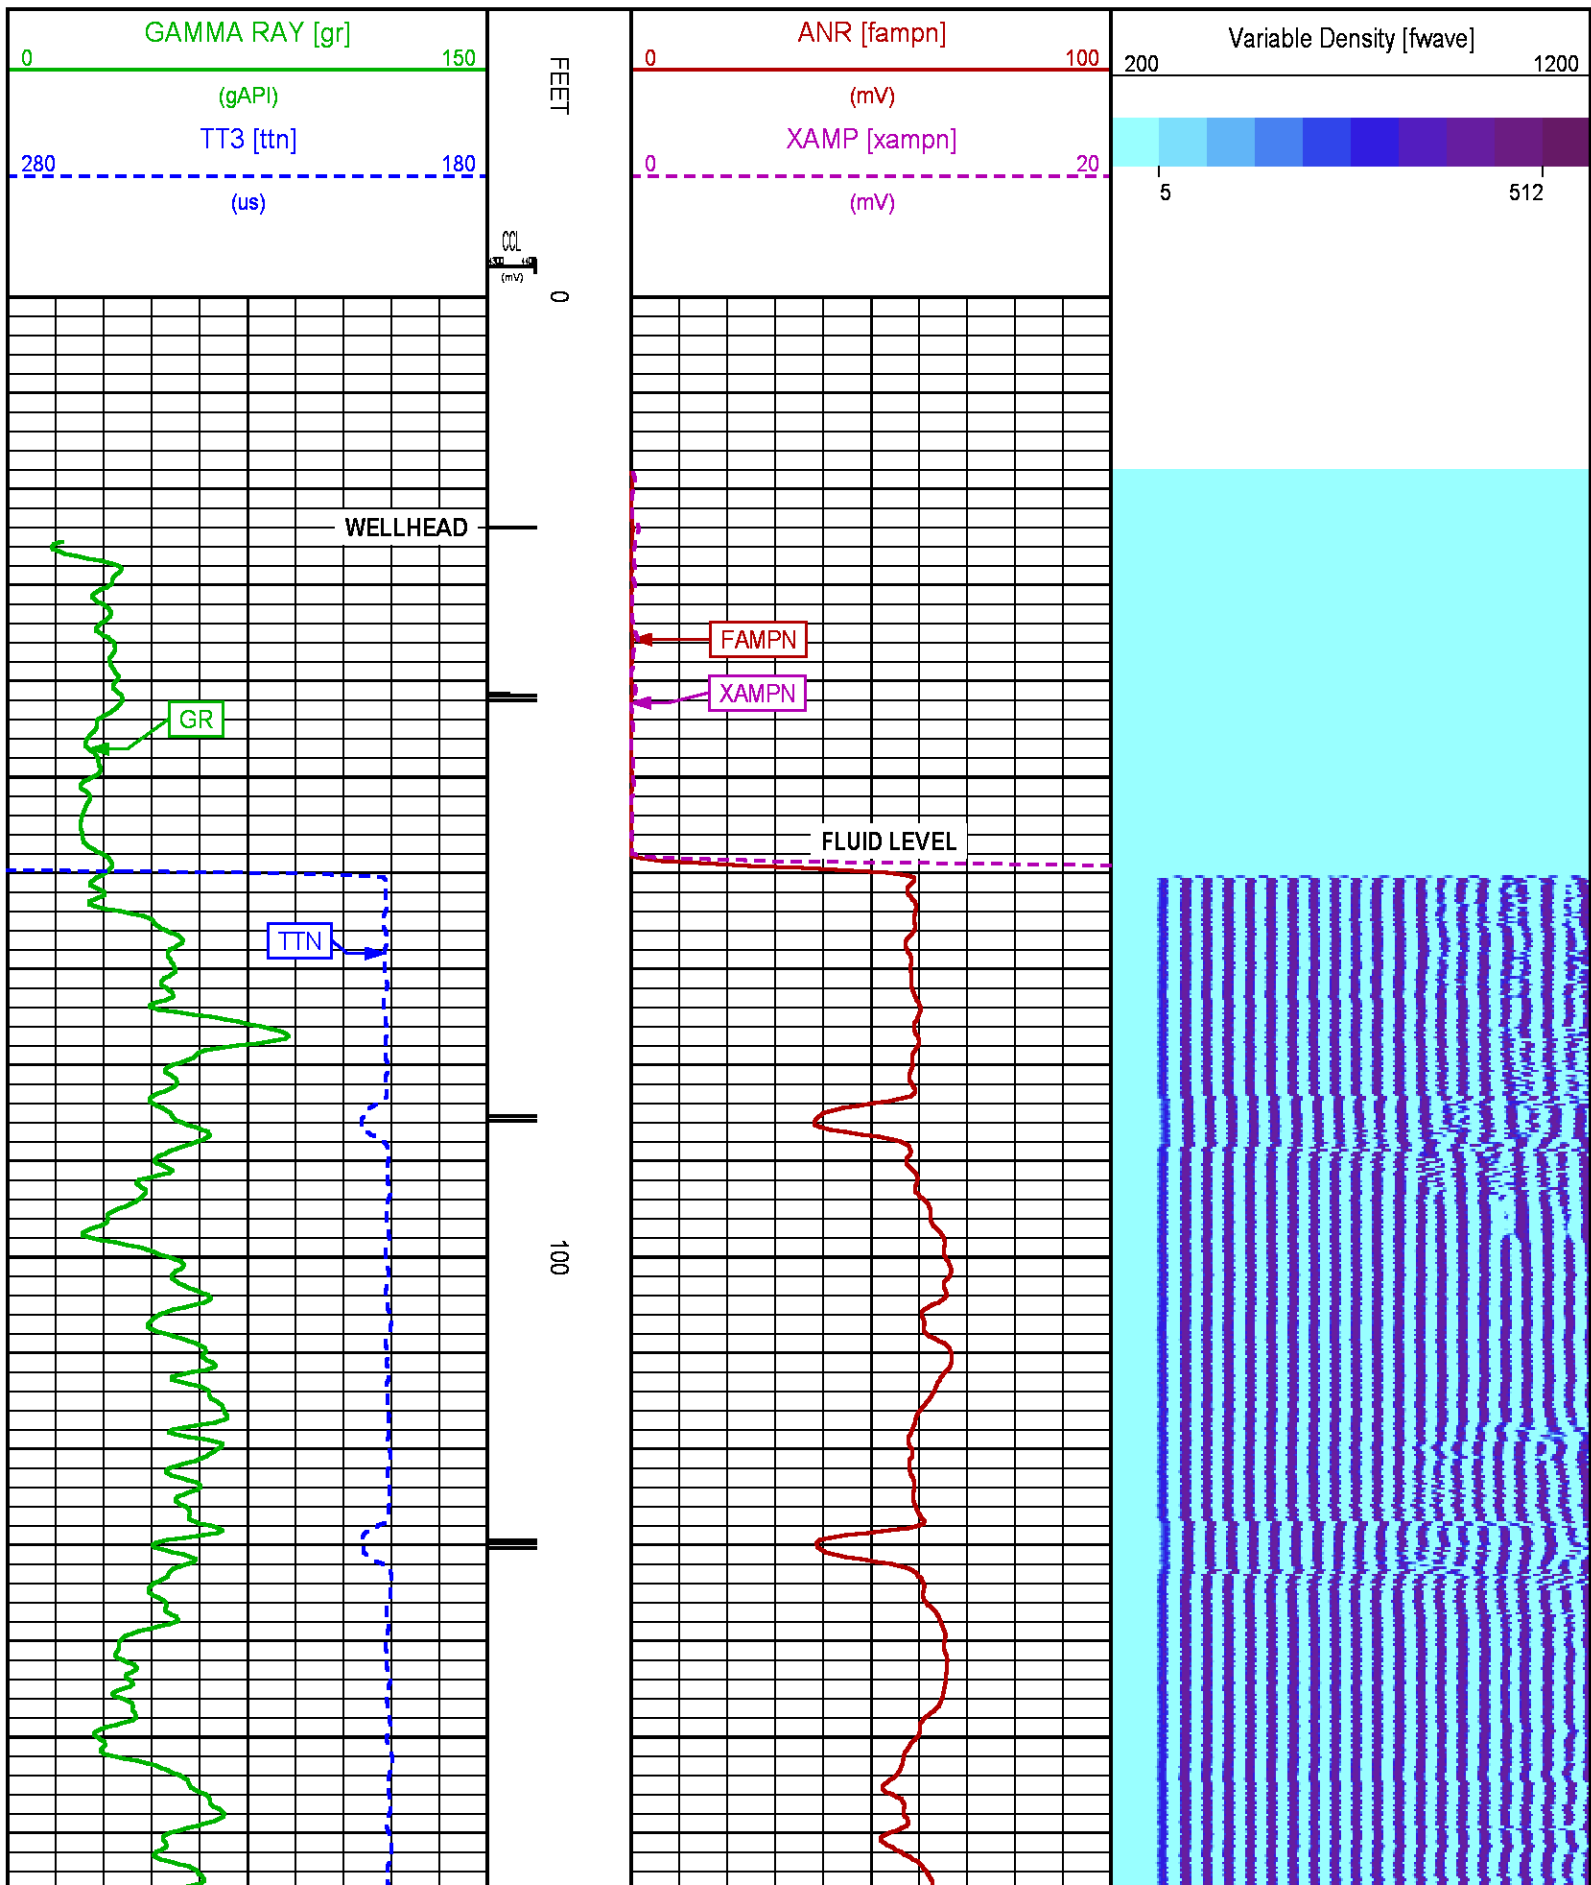 GAMMA RAY [gr]
0 150
(gAPI)
TT3 [ttn]
280 180
(us)
FEET
CCL
(mV)
ANR [fampn]
0 100
(mV)
XAMP [xampn]
0 20
(mV)
Variable Density [fwave]
200 1200
5 512
0
WELLHEAD
FAMPN
XAMPN
GR
FLUID LEVEL
TTN
100